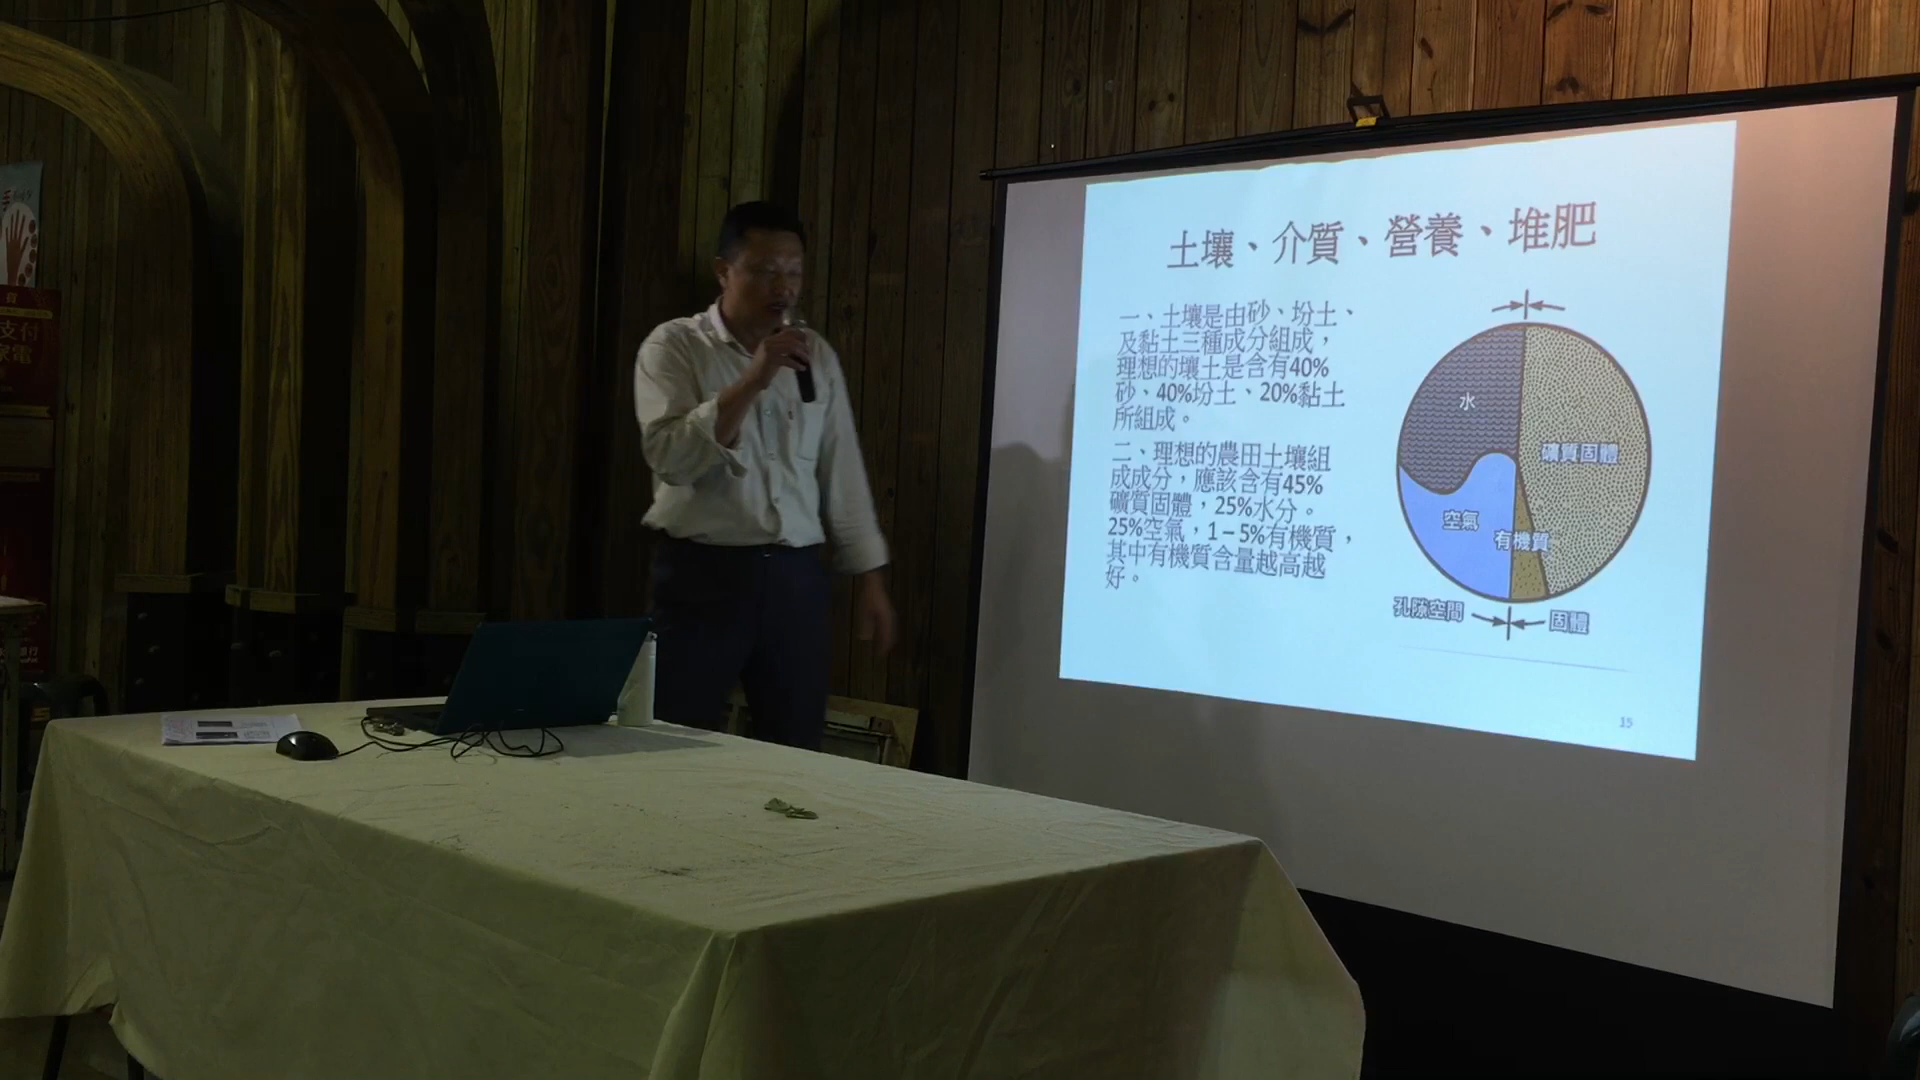 土壤、介質、營養、堆肥
一、土壤是由砂、坋土、
及黏土三種成分組成，
理想的壤土是含有40%
砂、40%坋土、20%黏土
所組成。
二、理想的農田土壤組
成成分，應該含有45%
礦質固體，25%水分。
25%空氣，1–5%有機質，
其中有機質含量越高越
好。
水
礦質固體
空氣
有機質
孔隙空間
固體
15
手
支付
家電